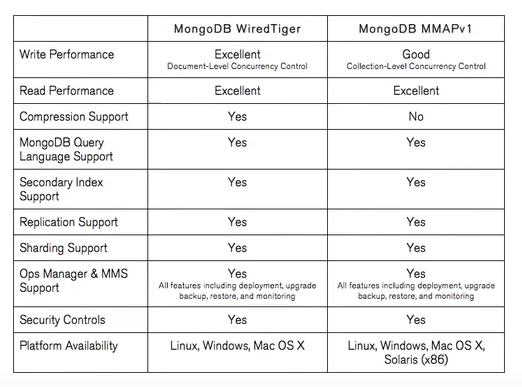 MongoDB WiredTiger MongoDB MMAPv1
Write Performance Excellent Good
Document-Level Concurrency Control Collection-Level Concurrency Control
Read Performance Excellent Excellent
Compression Support Yes No
MongoDB Query Yes Yes
Language Support
Secondary Index Yes Yes
Support
Replication Support Yes Yes
Sharding Support Yes Yes
Ops Manager & MMS Yes Yes
Support All features including deployment, upgrade All features including deployment, upgrade
backup, restore, and monitoring backup, restore, and monitoring
Security Controls Yes Yes
Platform Availability Linux, Windows, Mac OS X Linux, Windows, Mac OS X,
Solaris (x86)